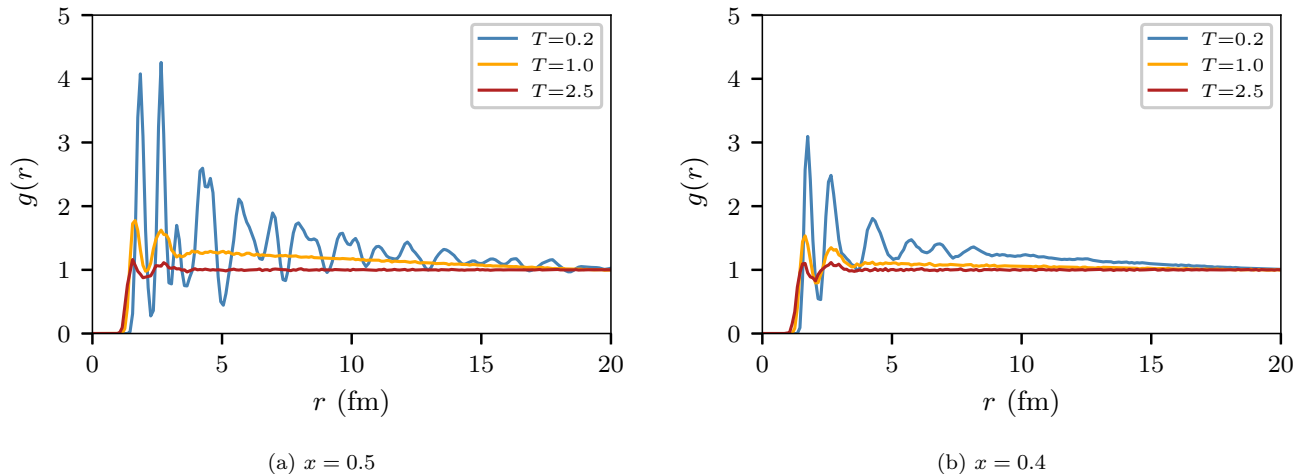 5
4
3
2
1
0
g(r)
0 5 10 15 20
r (fm)
T=0.2
T=1.0
T=2.5
(a) x = 0.5
5
4
3
2
1
0
g(r)
0 5 10 15 20
r (fm)
T=0.2
T=1.0
T=2.5
(b) x = 0.4